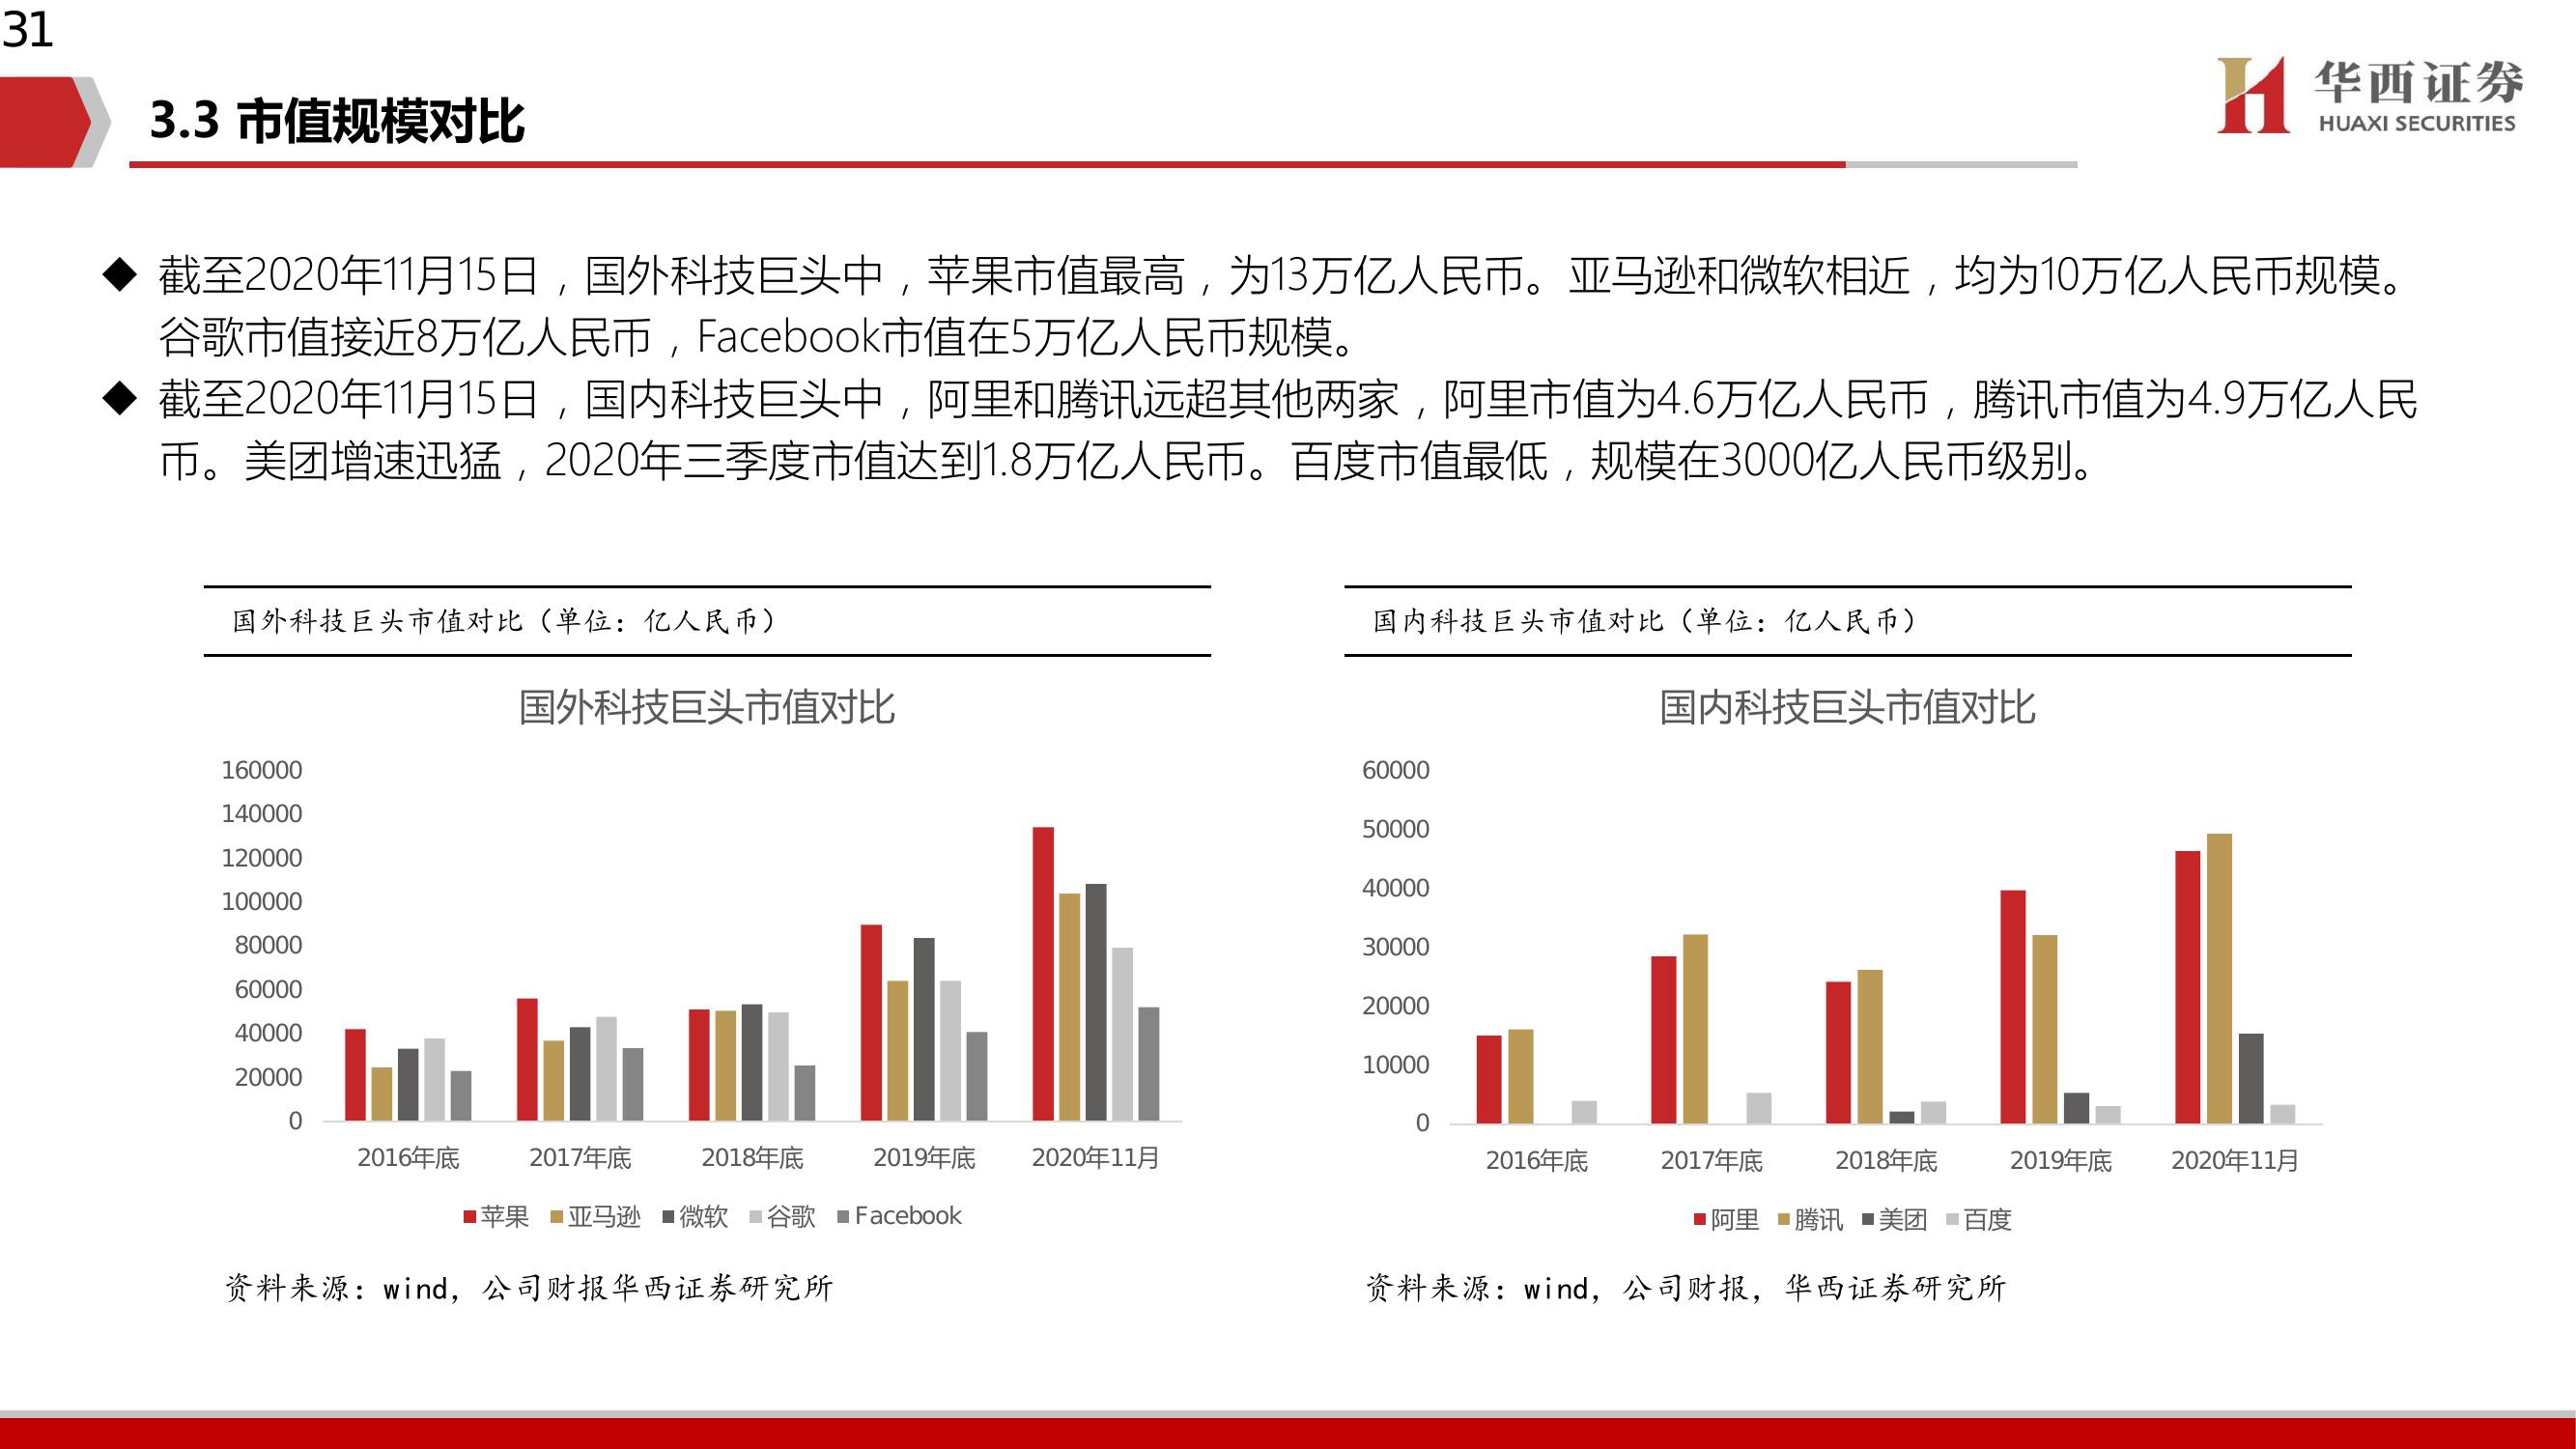 31
3.3 市值规模对比
华西证券
HUAXI SECURITIES
◆ 截至2020年11月15日，国外科技巨头中，苹果市值最高，为13万亿人民币。亚马逊和微软相近，均为10万亿人民币规模。
谷歌市值接近8万亿人民币，Facebook市值在5万亿人民币规模。
◆ 截至2020年11月15日，国内科技巨头中，阿里和腾讯远超其他两家，阿里市值为4.6万亿人民币，腾讯市值为4.9万亿人民
币。美团增速迅猛，2020年三季度市值达到1.8万亿人民币。百度市值最低，规模在3000亿人民币级别。
国外科技巨头市值对比（单位：亿人民币）
国外科技巨头市值对比
160000
140000
120000
100000
80000
60000
40000
20000
0
2016年底 2017年底 2018年底 2019年底 2020年11月
苹果 亚马逊 微软 谷歌 Facebook
资料来源：wind，公司财报华西证券研究所
国内科技巨头市值对比（单位：亿人民币）
国内科技巨头市值对比
60000
50000
40000
30000
20000
10000
0
2016年底 2017年底 2018年底 2019年底 2020年11月
阿里 腾讯 美团 百度
资料来源：wind，公司财报，华西证券研究所